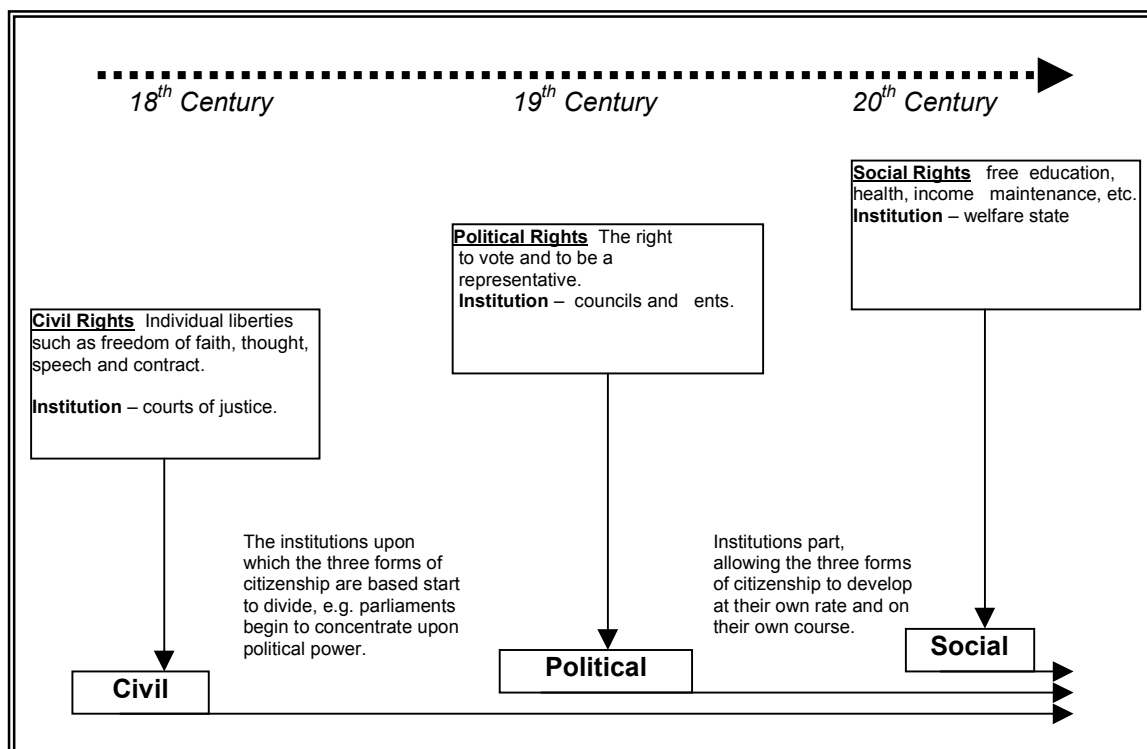 18th Century
19th Century
20th Century
Social Rights free education,
health, income maintenance, etc.
Institution – welfare state
Political Rights The right
to vote and to be a
representative.
Institution – councils and ents.
Civil Rights Individual liberties
such as freedom of faith, thought,
speech and contract.
Institution – courts of justice.
The institutions upon
which the three forms of
citizenship are based start
to divide, e.g. parliaments
begin to concentrate upon
political power.
Institutions part,
allowing the three forms
of citizenship to develop
at their own rate and on
their own course.
Civil
Political
Social